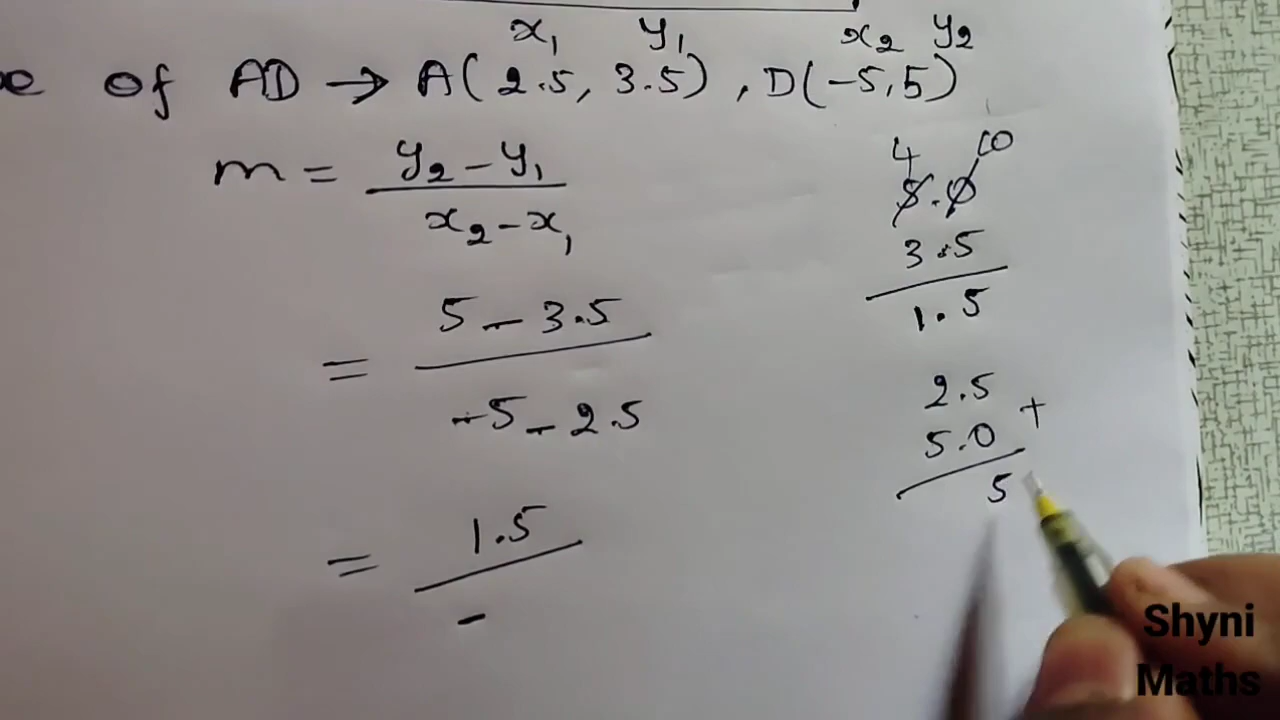 x₁ y₁ x₂ y₂
of AD → A(2.5, 3.5), D(-5,5)
m = y₂ - y₁
x₂ - x₁
= 5 - 3.5
-5 - 2.5
= 1.5
-
4 10
5.0
3.5
1.5
2.5
5.0 +
5
Shyni
Maths